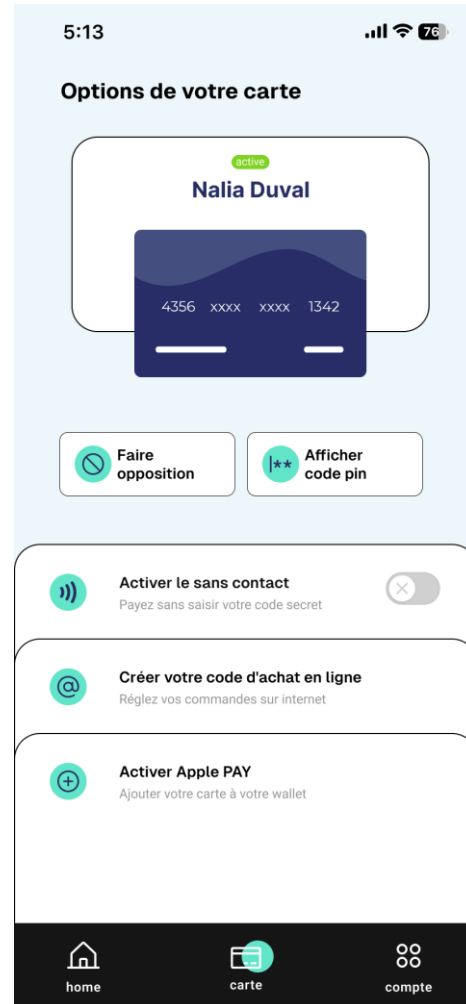 5:13
76
Options de votre carte
active
Nalia Duval
4356 xxxx xxxx 1342
Faire
opposition
|**
Afficher
code pin
Activer le sans contact
Payez sans saisir votre code secret
@
Créer votre code d'achat en ligne
Réglez vos commandes sur internet
Activer Apple PAY
Ajouter votre carte à votre wallet
home
carte
compte